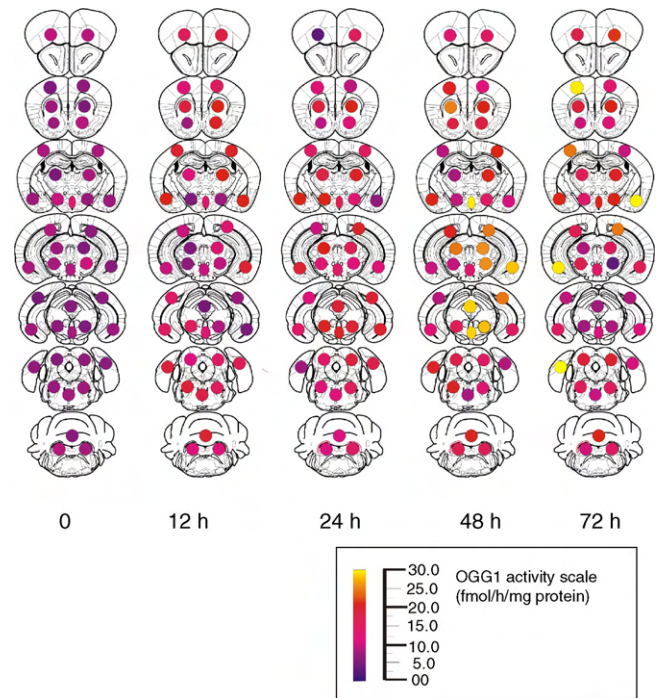 0 12 h 24 h 48 h 72 h
30.0 OGG1 activity scale
25.0 (fmol/h/mg protein)
20.0
15.0
10.0
5.0
00